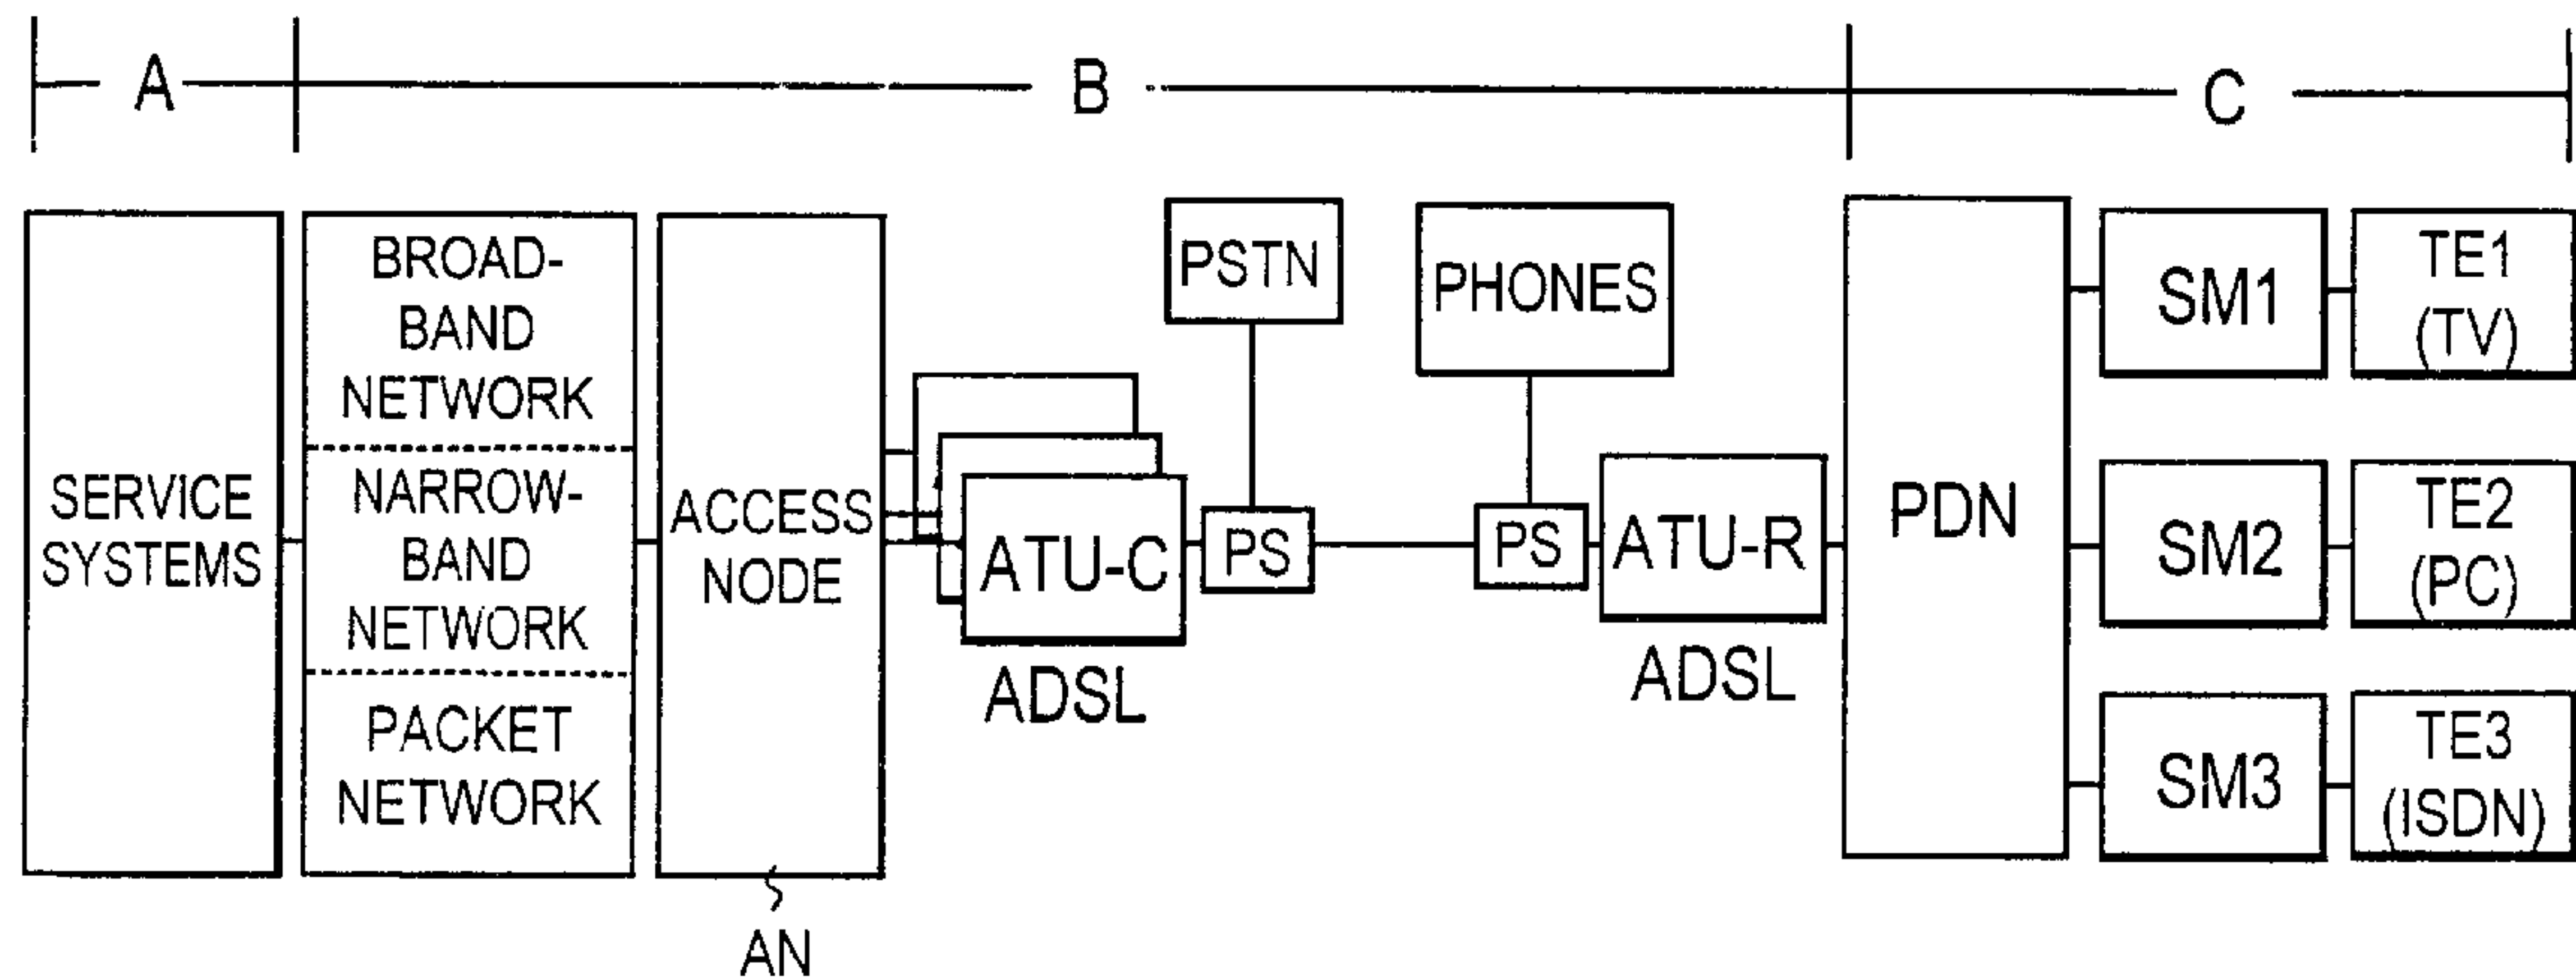 A
B
C
SERVICE
SYSTEMS
BROAD-
BAND
NETWORK
NARROW-
BAND
NETWORK
PACKET
NETWORK
ACCESS
NODE
AN
ATU-C
ADSL
PSTN
PS
PHONES
PS
ATU-R
ADSL
PDN
SM1
TE1
(TV)
SM2
TE2
(PC)
SM3
TE3
(ISDN)